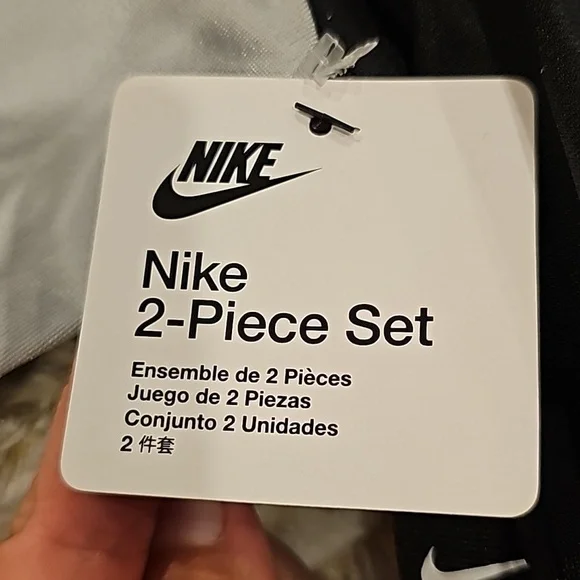 NIKE
Nike
2-Piece Set
Ensemble de 2 Pièces
Juego de 2 Piezas
Conjunto 2 Unidades
2 件套